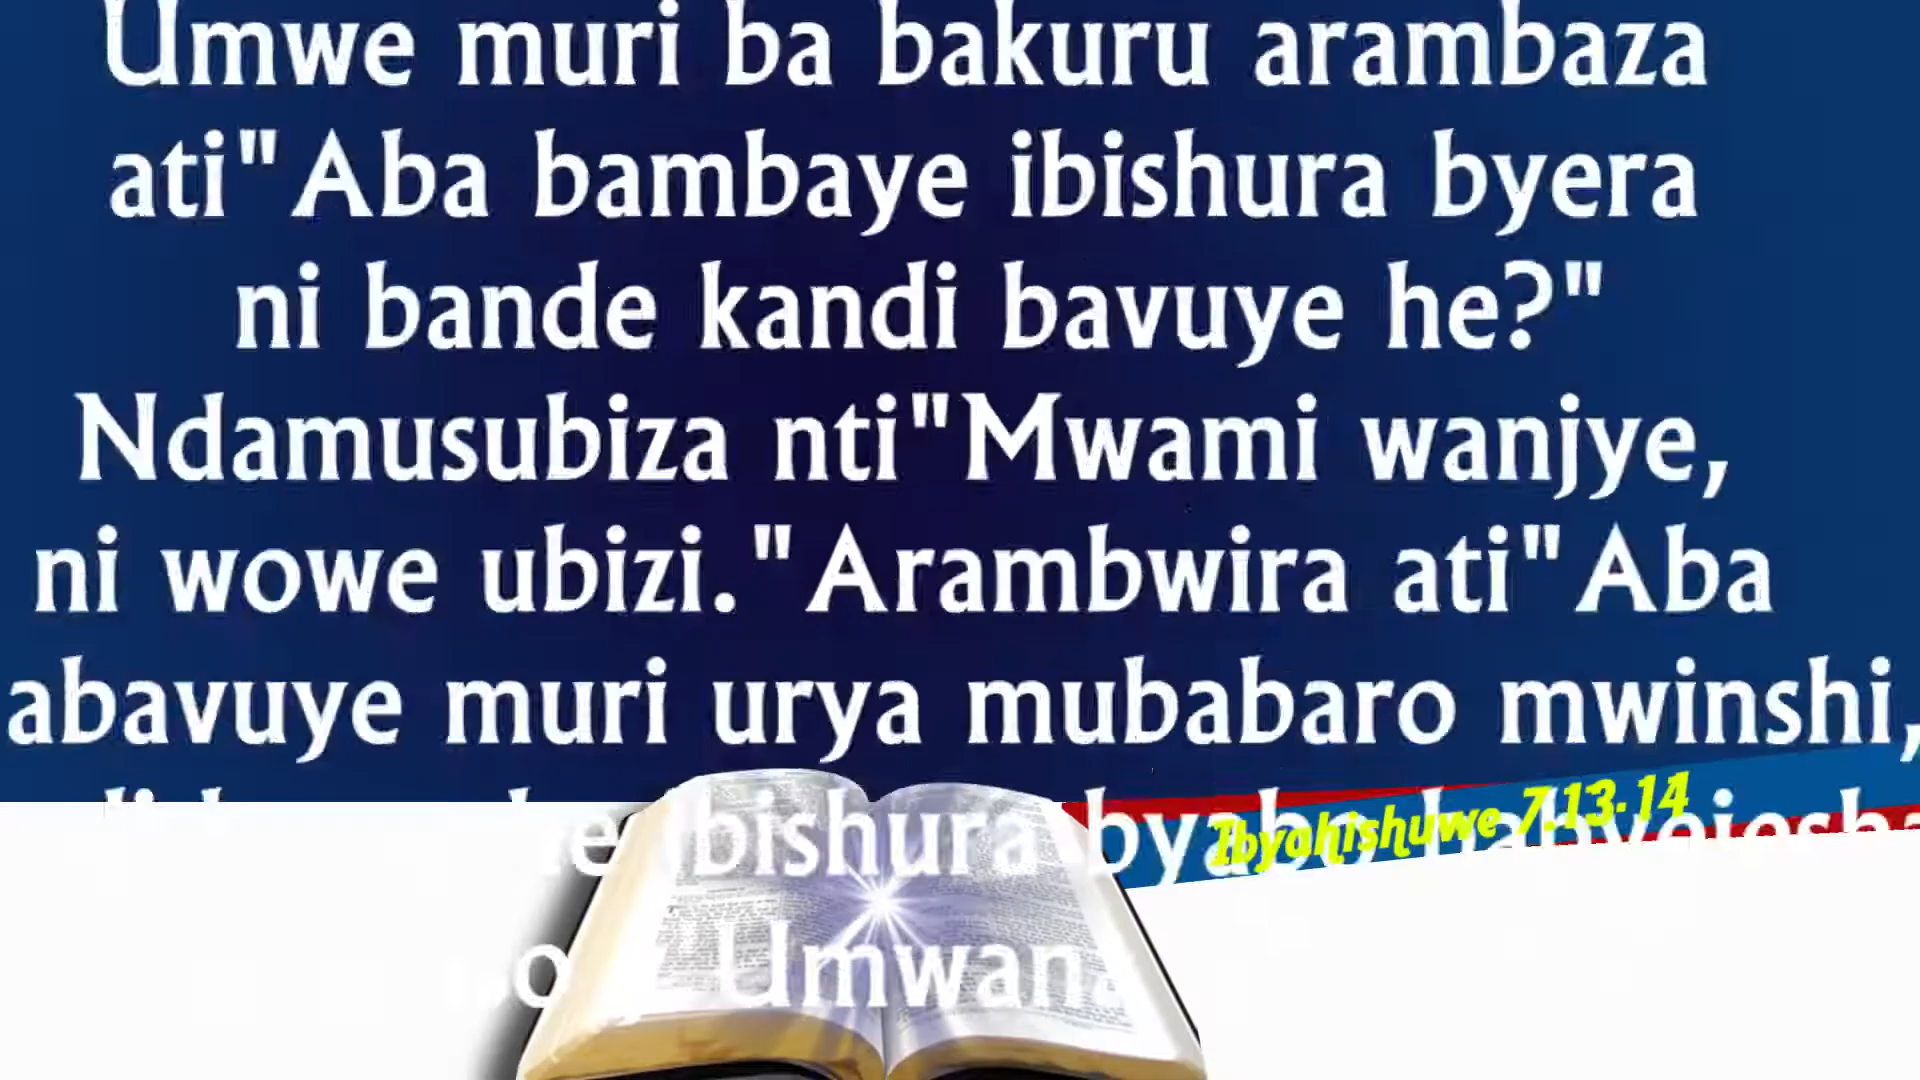 Umwe muri ba bakuru arambaza
ati"Aba bambaye ibishura byera
ni bande kandi bavuye he?"
Ndamusubiza nti"Mwami wanjye,
ni wowe ubizi."Arambwira ati"Aba
abavuye muri urya mubabaro mwinshi,
ibishura byabo
Ibyahishuwe 7.13-14
Umwana